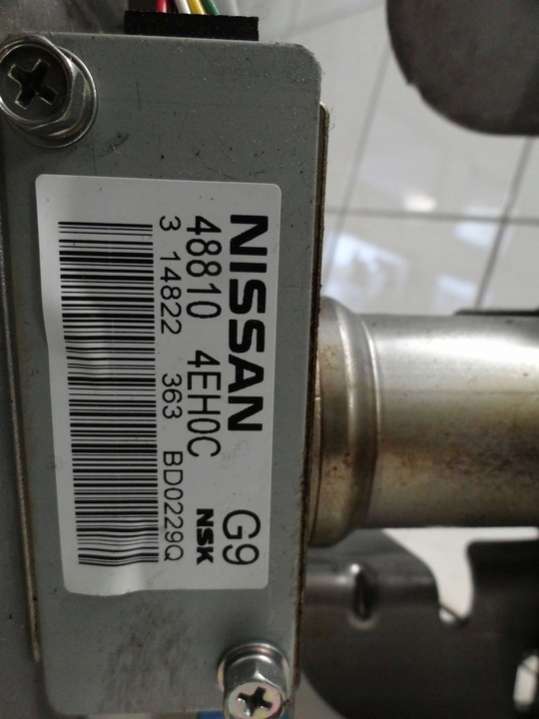 NISSAN G9
48810 4EH0C NSK
3 14822 363 BD0229Q